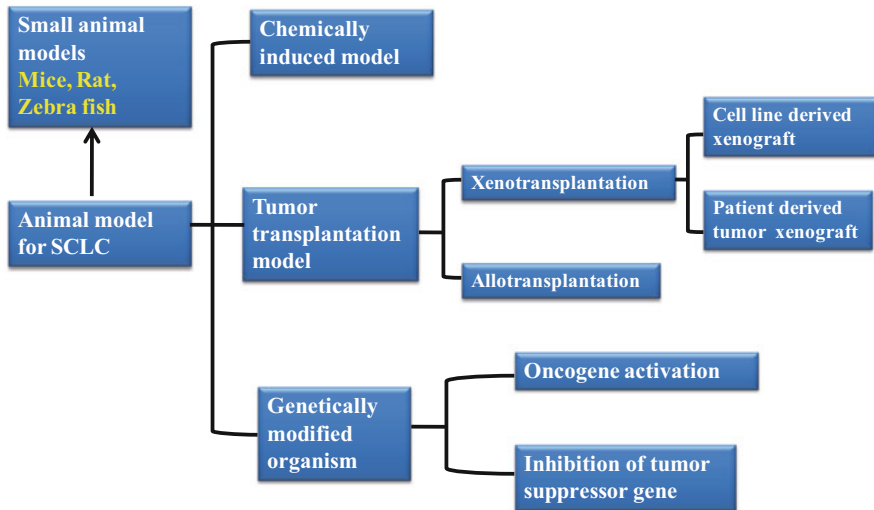 Small animal
models
Mice, Rat,
Zebra fish
Chemically
induced model
Cell line derived
xenograft
Xenotransplantation
Animal model
for SCLC
Tumor
transplantation
model
Patient derived
tumor xenograft
Allotransplantation
Oncogene activation
Genetically
modified
organism
Inhibition of tumor
suppressor gene